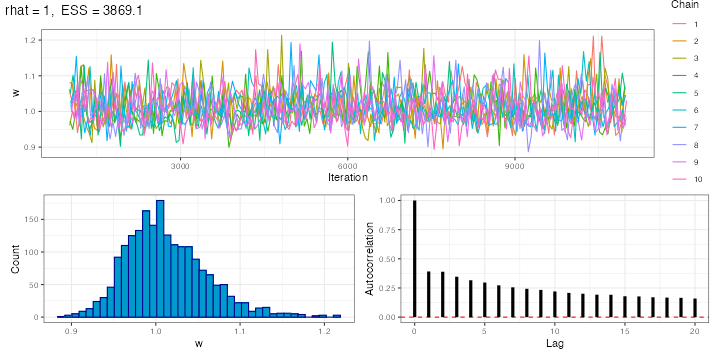 rhat = 1, ESS = 3869.1
Chain
1
2
3
4
5
6
7
8
9
10
w
1.2
1.1
1.0
0.9
3000 6000 9000
Iteration
Count
150
100
50
0
0.9 1.0 1.1 1.2
w
Autocorrelation
1.00
0.75
0.50
0.25
0.00
0 5 10 15 20
Lag